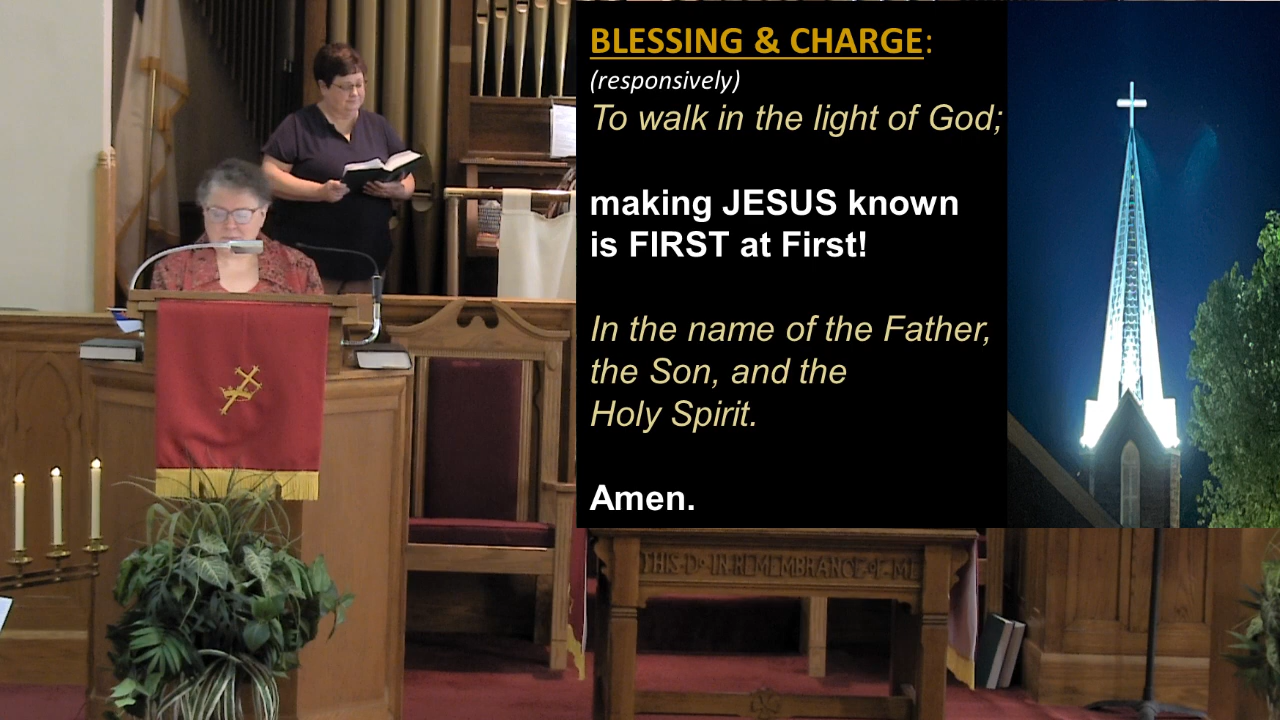 BLESSING & CHARGE:
(responsively)
To walk in the light of God;
making JESUS known
is FIRST at First!
In the name of the Father,
the Son, and the
Holy Spirit.
Amen.
THIS DO IN REMEMBRANCE OF ME